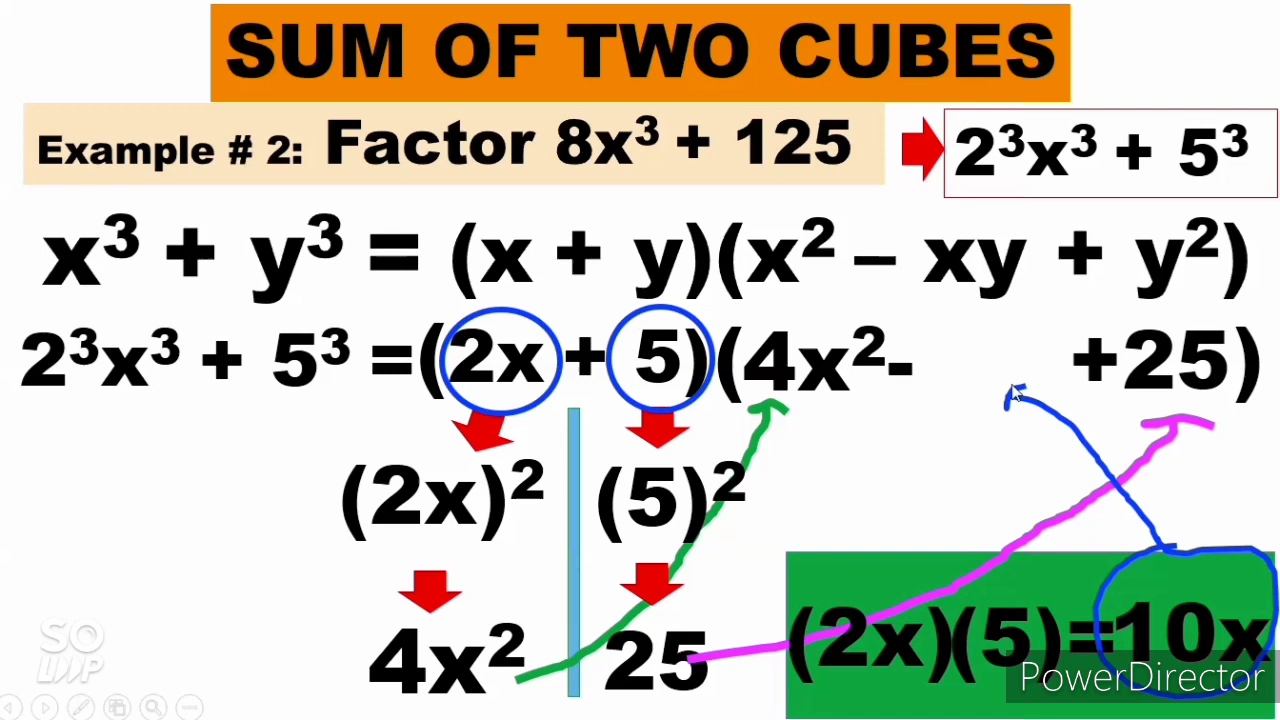 SUM OF TWO CUBES
Example # 2: Factor 8x³ + 125
2³x³ + 5³
x³ + y³ = (x + y)(x² – xy + y²)
2³x³ + 5³ =(2x + 5)(4x²- +25)
(2x)² (5)²
4x² 25
(2x)(5)=10x
PowerDirector